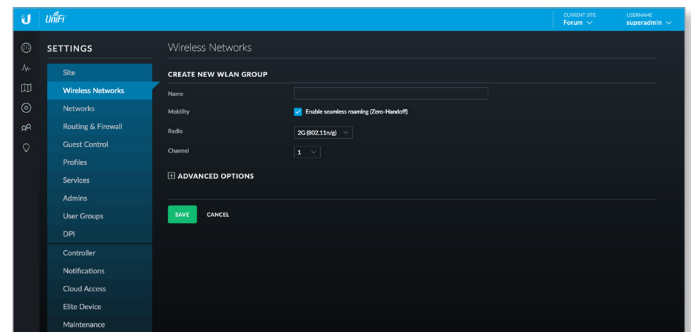 U UniFi
CURRENT SITE
Forum
USERNAME
superadmin
SETTINGS
Site
Wireless Networks
Networks
Routing & Firewall
Guest Control
Profiles
Services
Admins
User Groups
DPI
Controller
Notifications
Cloud Access
Elite Device
Maintenance
Wireless Networks
CREATE NEW WLAN GROUP
Name
Mobility Enable seamless roaming (Zero-Handoff)
Radio 2G (802.11n/g)
Channel 1
ADVANCED OPTIONS
SAVE CANCEL